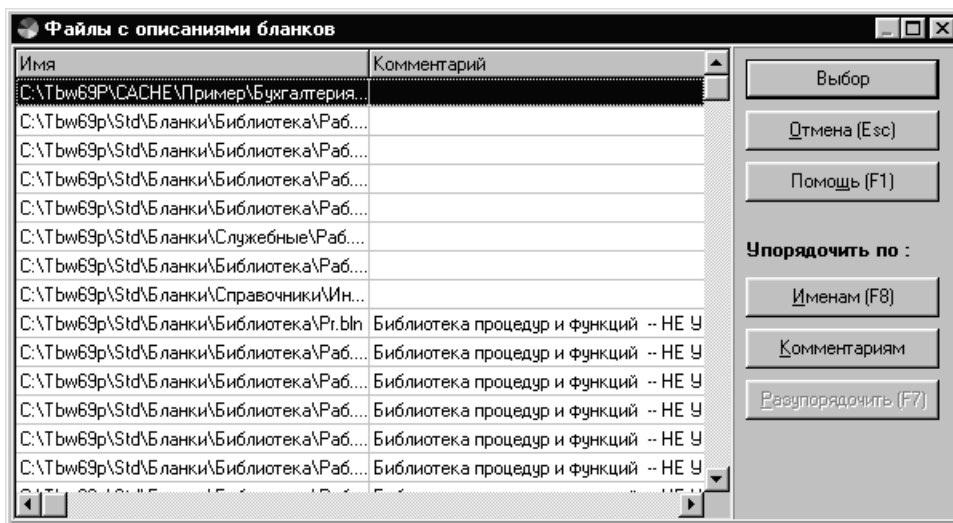 Файлы с описаниями бланков
Имя Комментарий
C:\Tbw69P\CACHE\Пример\Бухгалтерия...
C:\Tbw69p\Std\Бланки\Библиотека\Раб....
C:\Tbw69p\Std\Бланки\Библиотека\Раб....
C:\Tbw69p\Std\Бланки\Библиотека\Раб....
C:\Tbw69p\Std\Бланки\Библиотека\Раб....
C:\Tbw69p\Std\Бланки\Служебные\Раб....
C:\Tbw69p\Std\Бланки\Библиотека\Раб....
C:\Tbw69p\Std\Бланки\Справочники\Ин...
C:\Tbw69p\Std\Бланки\Библиотека\Pr.bln Библиотека процедур и функций -- НЕ У
C:\Tbw69p\Std\Бланки\Библиотека\Раб.... Библиотека процедур и функций -- НЕ У
C:\Tbw69p\Std\Бланки\Библиотека\Раб.... Библиотека процедур и функций -- НЕ У
C:\Tbw69p\Std\Бланки\Библиотека\Раб.... Библиотека процедур и функций -- НЕ У
C:\Tbw69p\Std\Бланки\Библиотека\Раб.... Библиотека процедур и функций -- НЕ У
C:\Tbw69p\Std\Бланки\Библиотека\Раб.... Библиотека процедур и функций -- НЕ У
Выбор
Отмена (Esc)
Помощь (F1)
Упорядочить по :
Именам (F8)
Комментариям
Разупорядочить (F7)